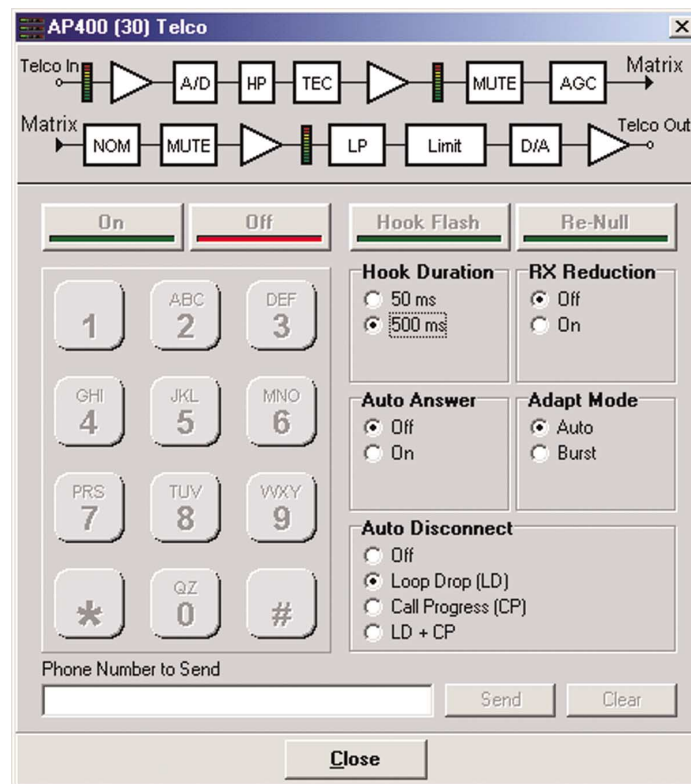 AP400 (30) Telco
Telco In
A/D HP TEC MUTE AGC
Matrix
Matrix
NOM MUTE LP Limit D/A
Telco Out
On Off Hook Flash Re-Null
1
ABC
2
DEF
3
GHI
4
JKL
5
MNO
6
PRS
7
TUV
8
WXY
9
*
QZ
0
#
Hook Duration
50 ms
500 ms
RX Reduction
Off
On
Auto Answer
Off
On
Adapt Mode
Auto
Burst
Auto Disconnect
Off
Loop Drop (LD)
Call Progress (CP)
LD + CP
Phone Number to Send
Send Clear
Close